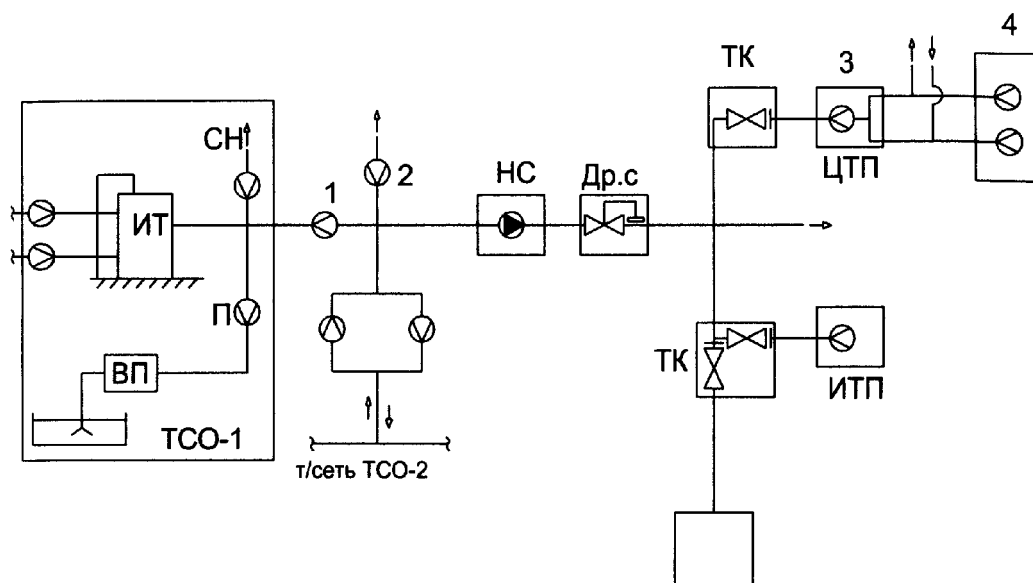 4
ТК
3
СН
НС
Др.с
2
1
ЦТП
ИТ
П
ТК
ВП
ИТП
ТСО-1
т/сеть ТСО-2